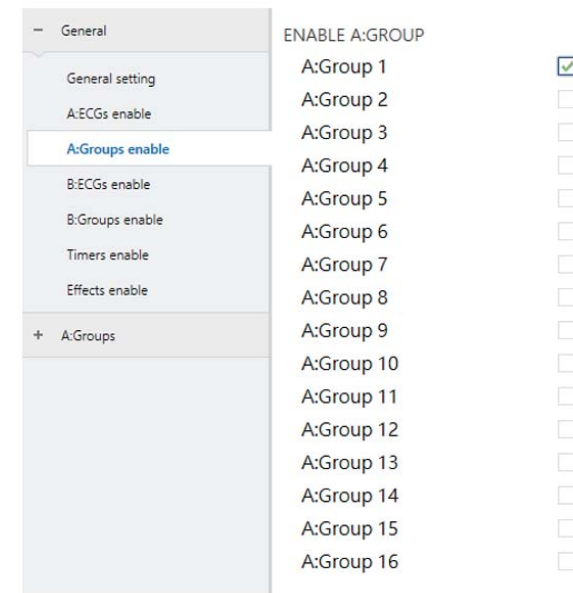 General
General setting
A:ECGs enable
A:Groups enable
B:ECGs enable
B:Groups enable
Timers enable
Effects enable
A:Groups
ENABLE A:GROUP
A:Group 1
A:Group 2
A:Group 3
A:Group 4
A:Group 5
A:Group 6
A:Group 7
A:Group 8
A:Group 9
A:Group 10
A:Group 11
A:Group 12
A:Group 13
A:Group 14
A:Group 15
A:Group 16